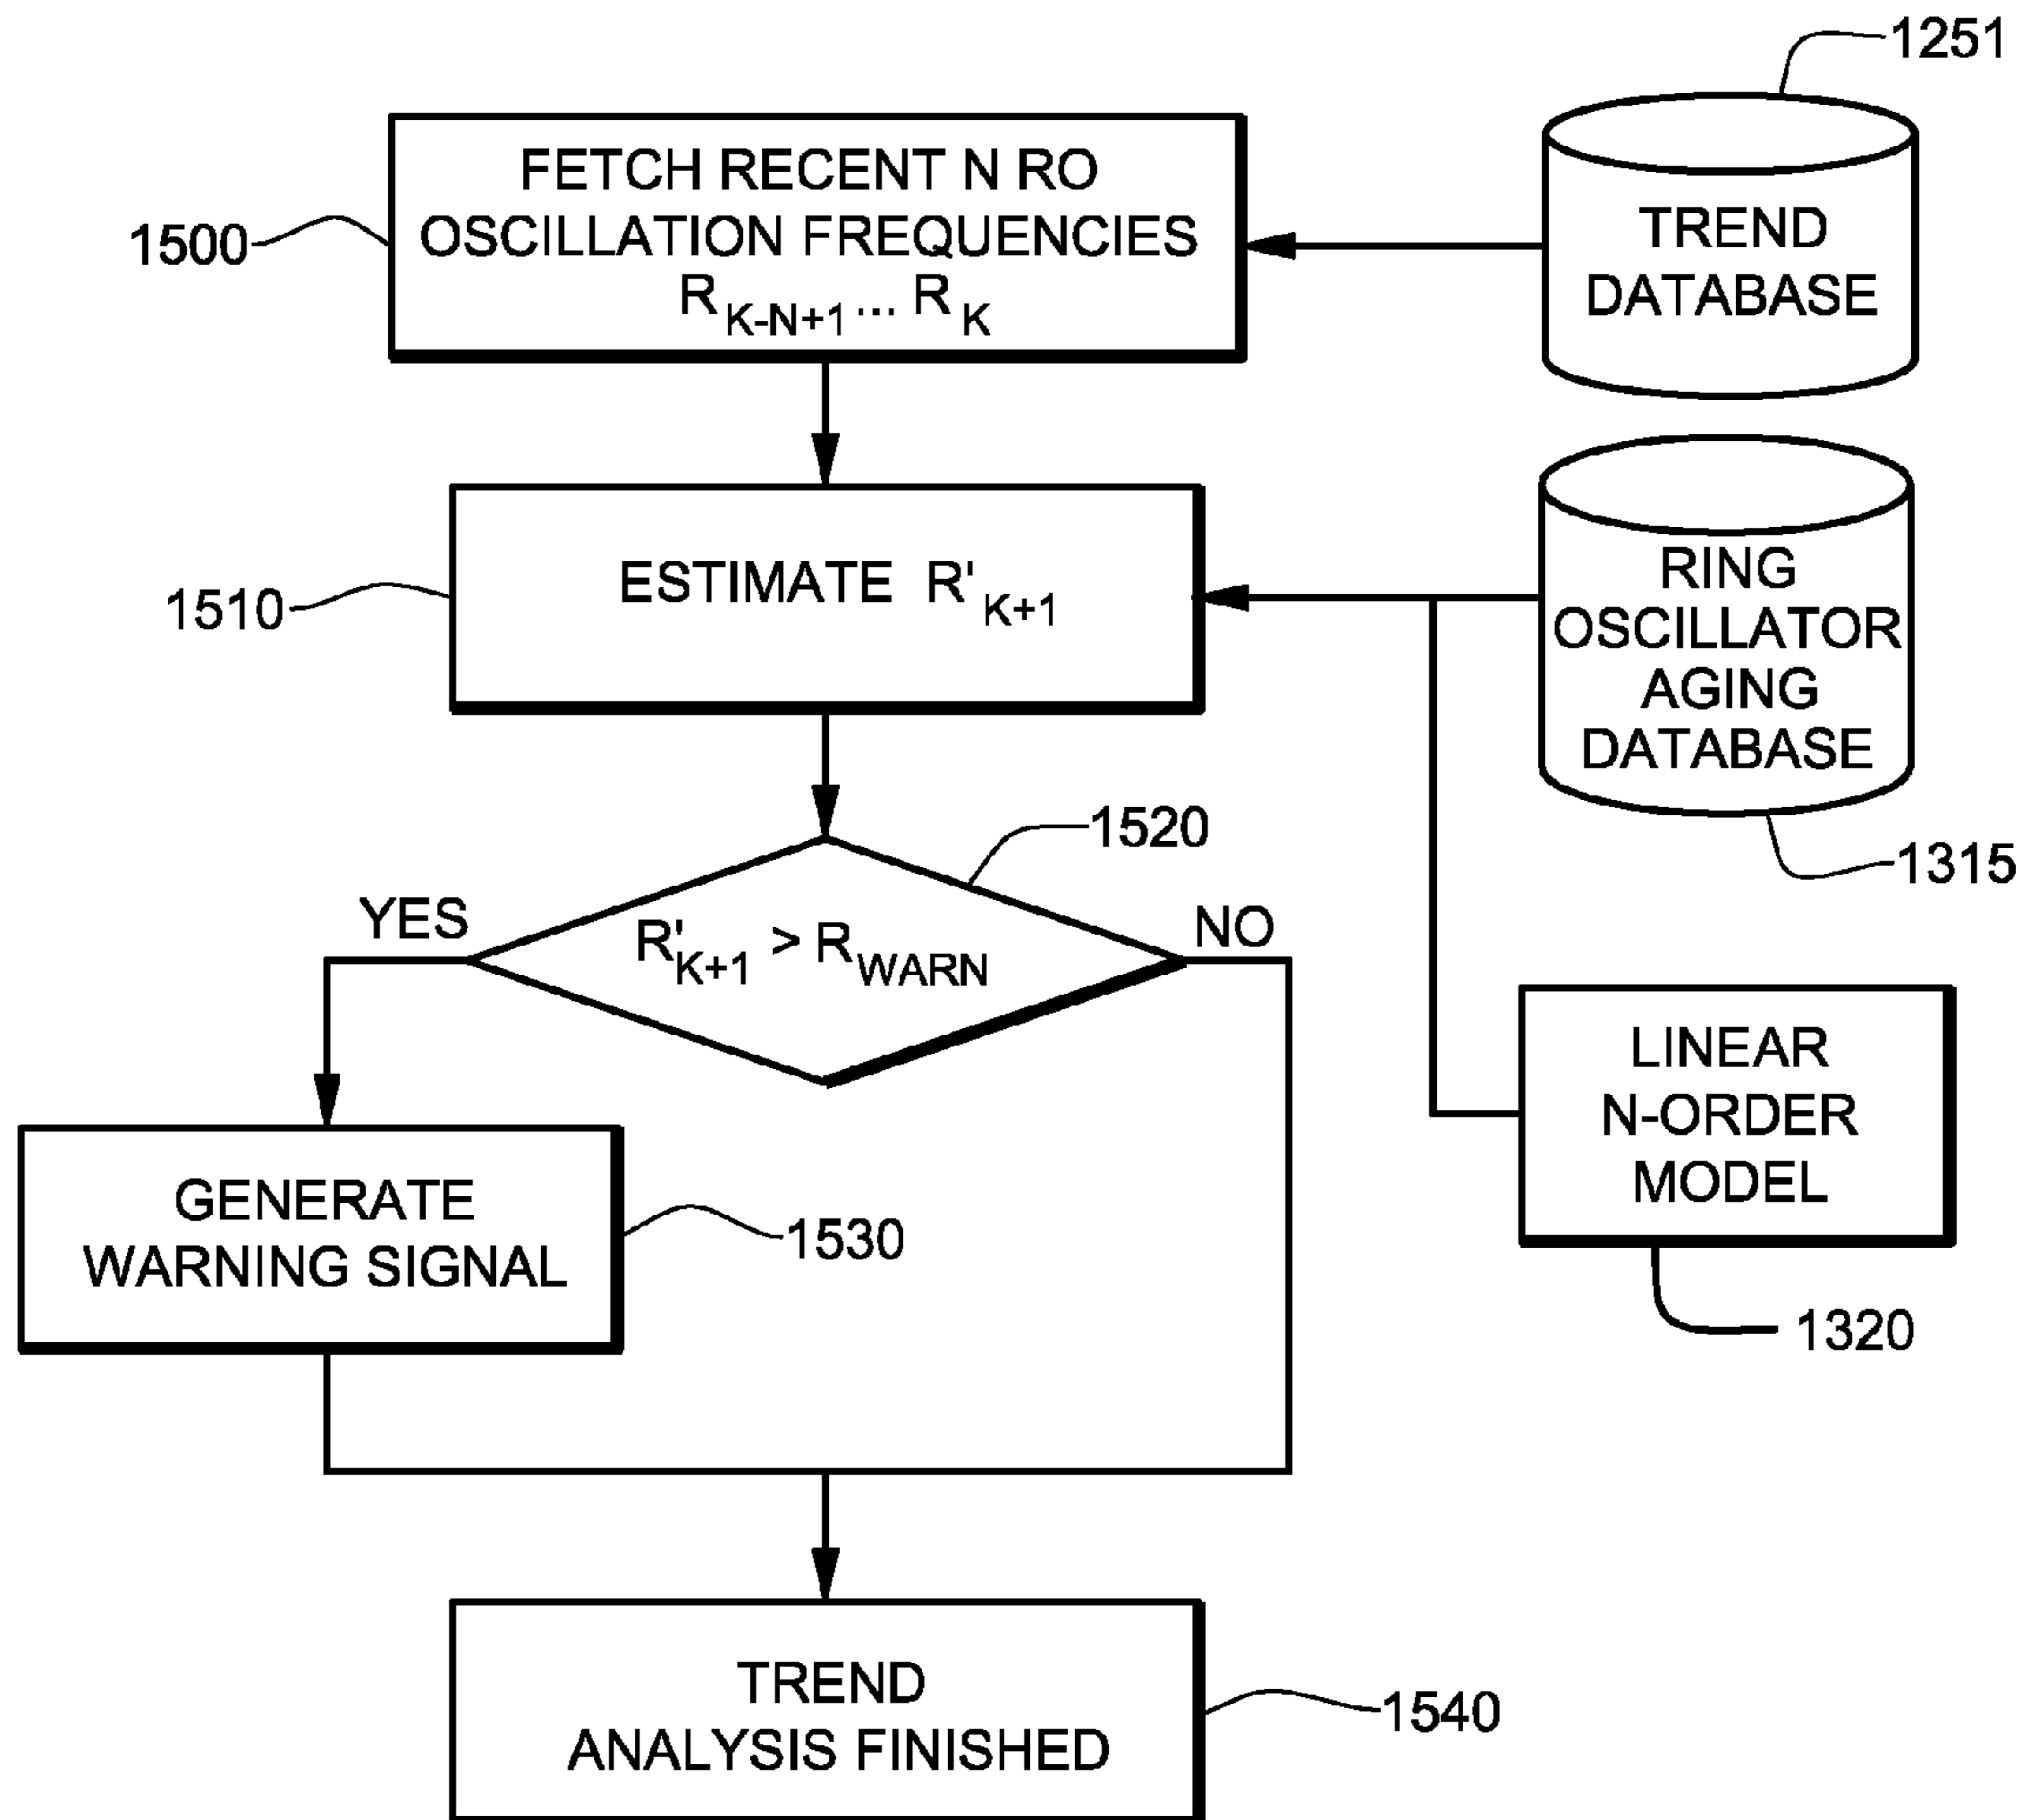 1251
FETCH RECENT N RO
OSCILLATION FREQUENCIES
R K-N+1 ... R K
1500
TREND
DATABASE
ESTIMATE R' K+1
1510
RING
OSCILLATOR
AGING
DATABASE
1315
1520
YES
R' K+1 > R WARN
NO
LINEAR
N-ORDER
MODEL
1320
GENERATE
WARNING SIGNAL
1530
TREND
ANALYSIS FINISHED
1540